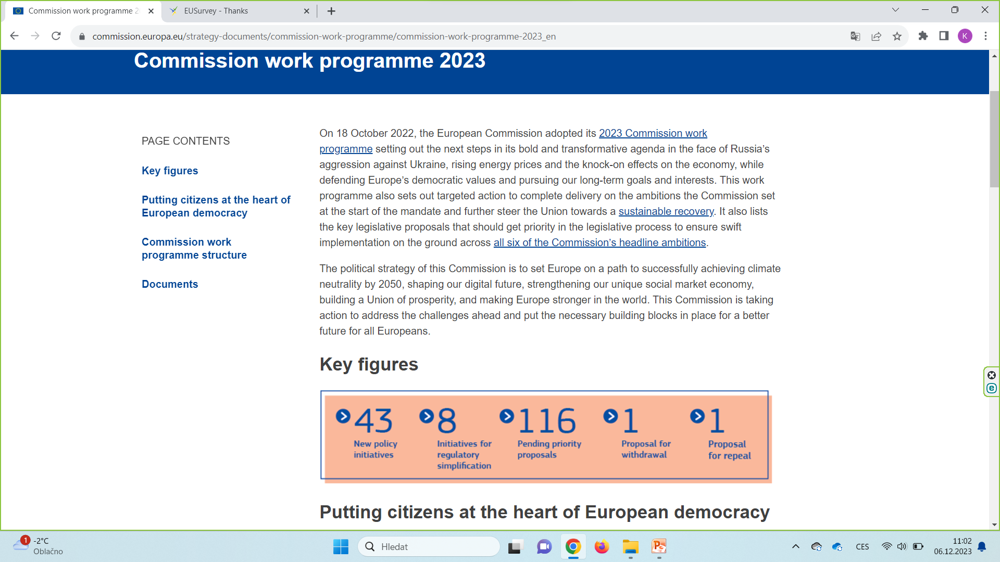 Commission work programme 2
EUSurvey - Thanks
commission.europa.eu/strategy-documents/commission-work-programme/commission-work-programme-2023_en
K
Commission work programme 2023
PAGE CONTENTS
Key figures
Putting citizens at the heart of
European democracy
Commission work
programme structure
Documents
On 18 October 2022, the European Commission adopted its 2023 Commission work
programme setting out the next steps in its bold and transformative agenda in the face of Russia’s
aggression against Ukraine, rising energy prices and the knock-on effects on the economy, while
defending Europe’s democratic values and pursuing our long-term goals and interests. This work
programme also sets out targeted action to complete delivery on the ambitions the Commission set
at the start of the mandate and further steer the Union towards a sustainable recovery. It also lists
the key legislative proposals that should get priority in the legislative process to ensure swift
implementation on the ground across all six of the Commission’s headline ambitions.
The political strategy of this Commission is to set Europe on a path to successfully achieving climate
neutrality by 2050, shaping our digital future, strengthening our unique social market economy,
building a Union of prosperity, and making Europe stronger in the world. This Commission is taking
action to address the challenges ahead and put the necessary building blocks in place for a better
future for all Europeans.
Key figures
43
New policy
initiatives
8
Initiatives for
regulatory
simplification
116
Pending priority
proposals
1
Proposal for
withdrawal
1
Proposal
for repeal
Putting citizens at the heart of European democracy
1
-2°C
Oblačno
Hledat
CES
11:02
06.12.2023